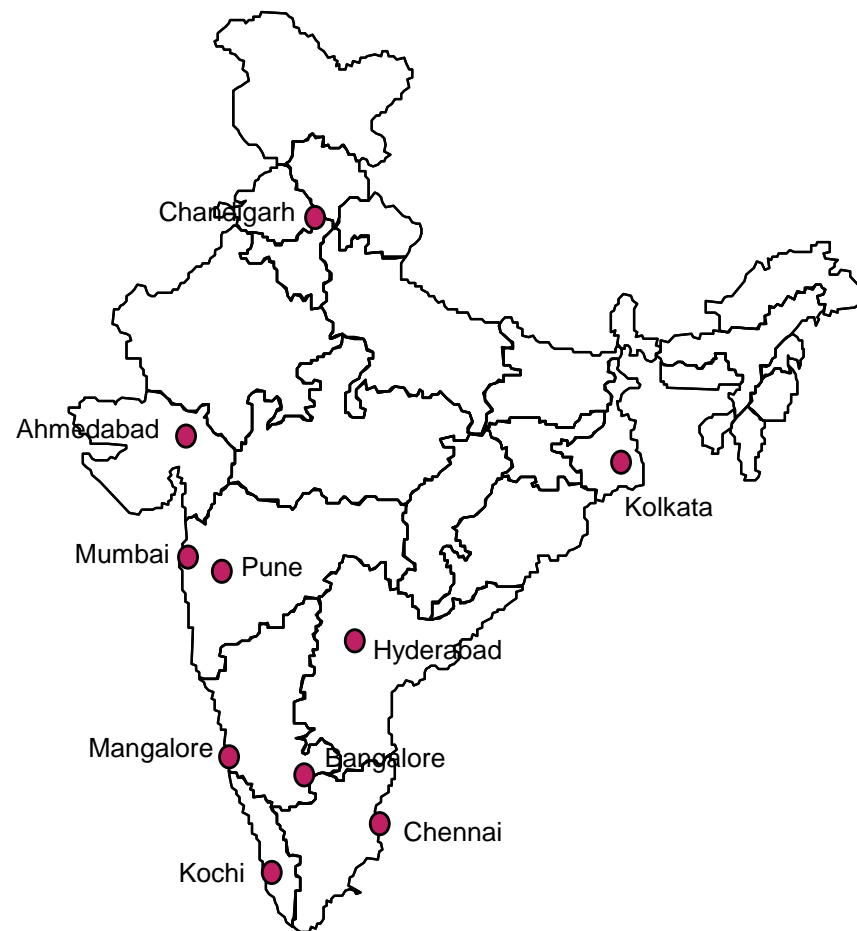 Chandigarh
Ahmedabad
Kolkata
Mumbai
Pune
Hyderabad
Mangalore
Bangalore
Chennai
Kochi